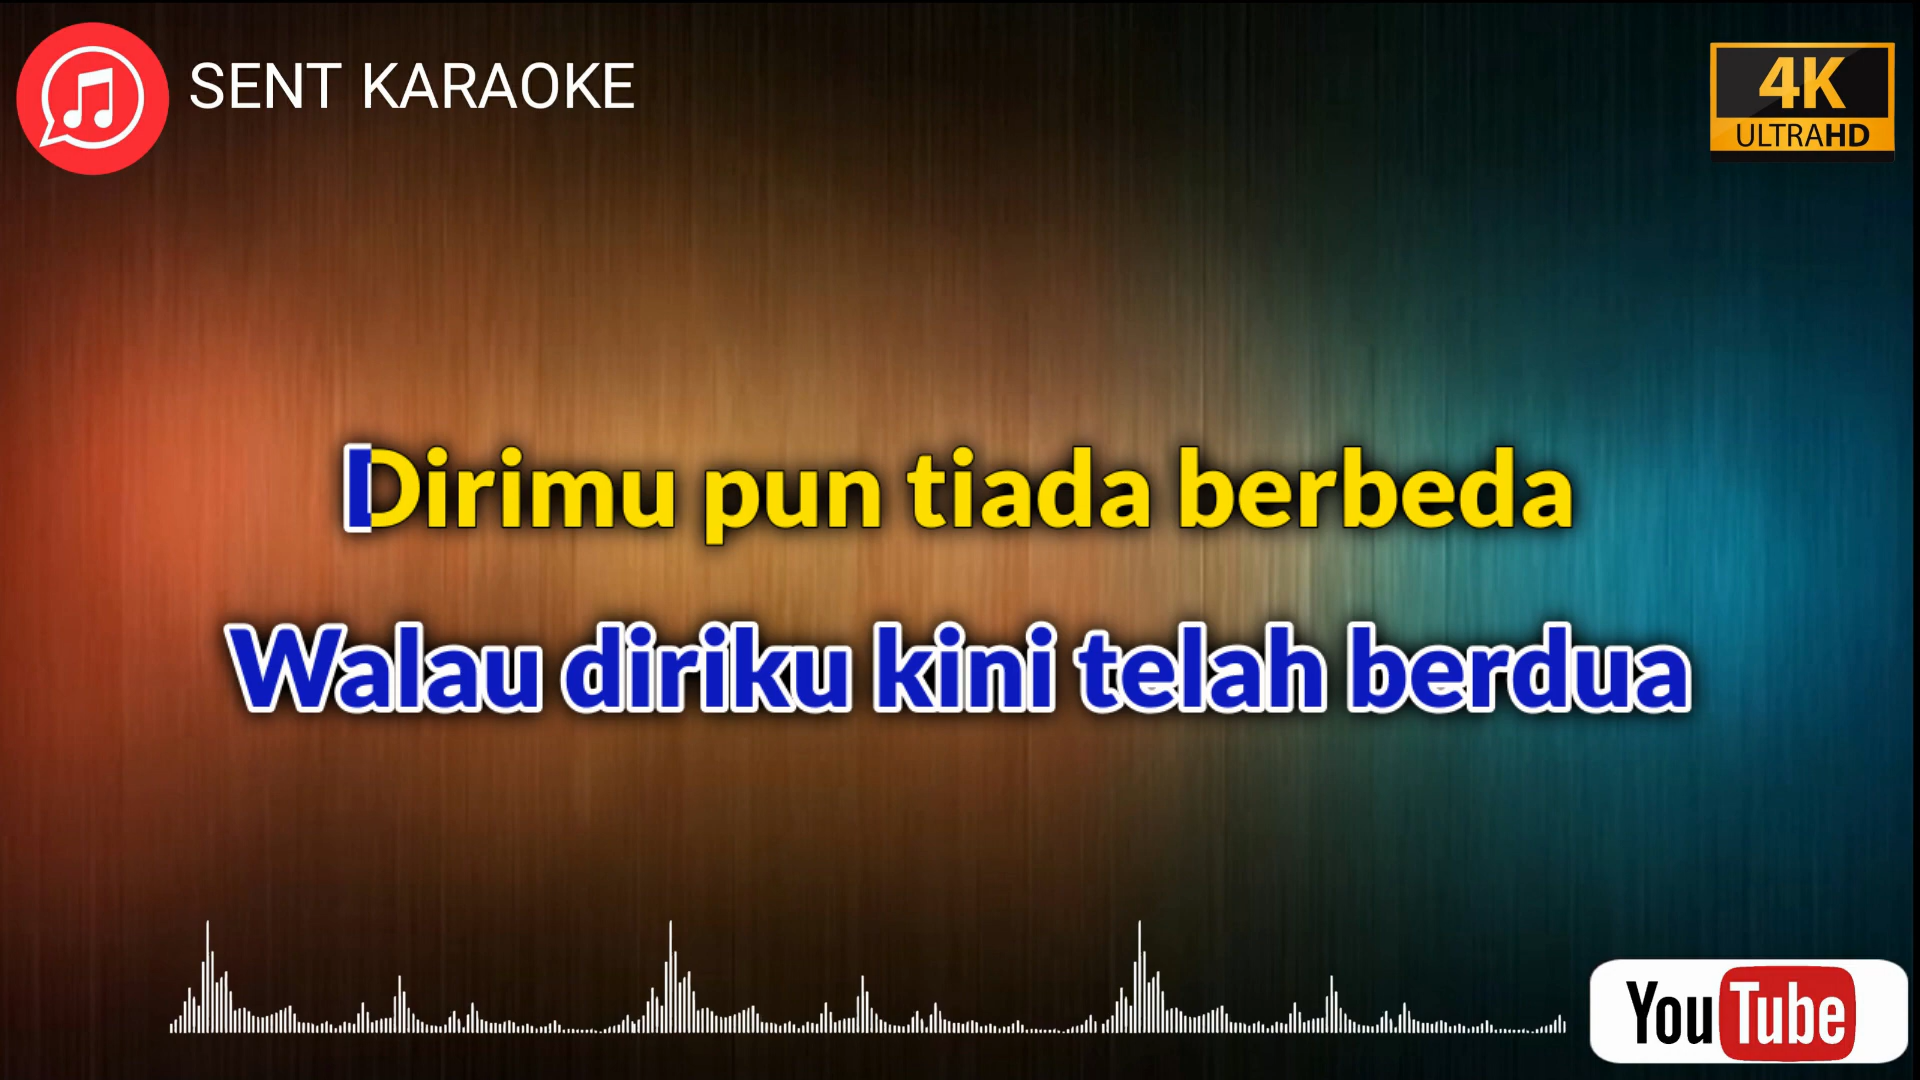 SENT KARAOKE
4K
ULTRAHD
Dirimu pun tiada berbeda
Walau diriku kini telah berdua
YouTube